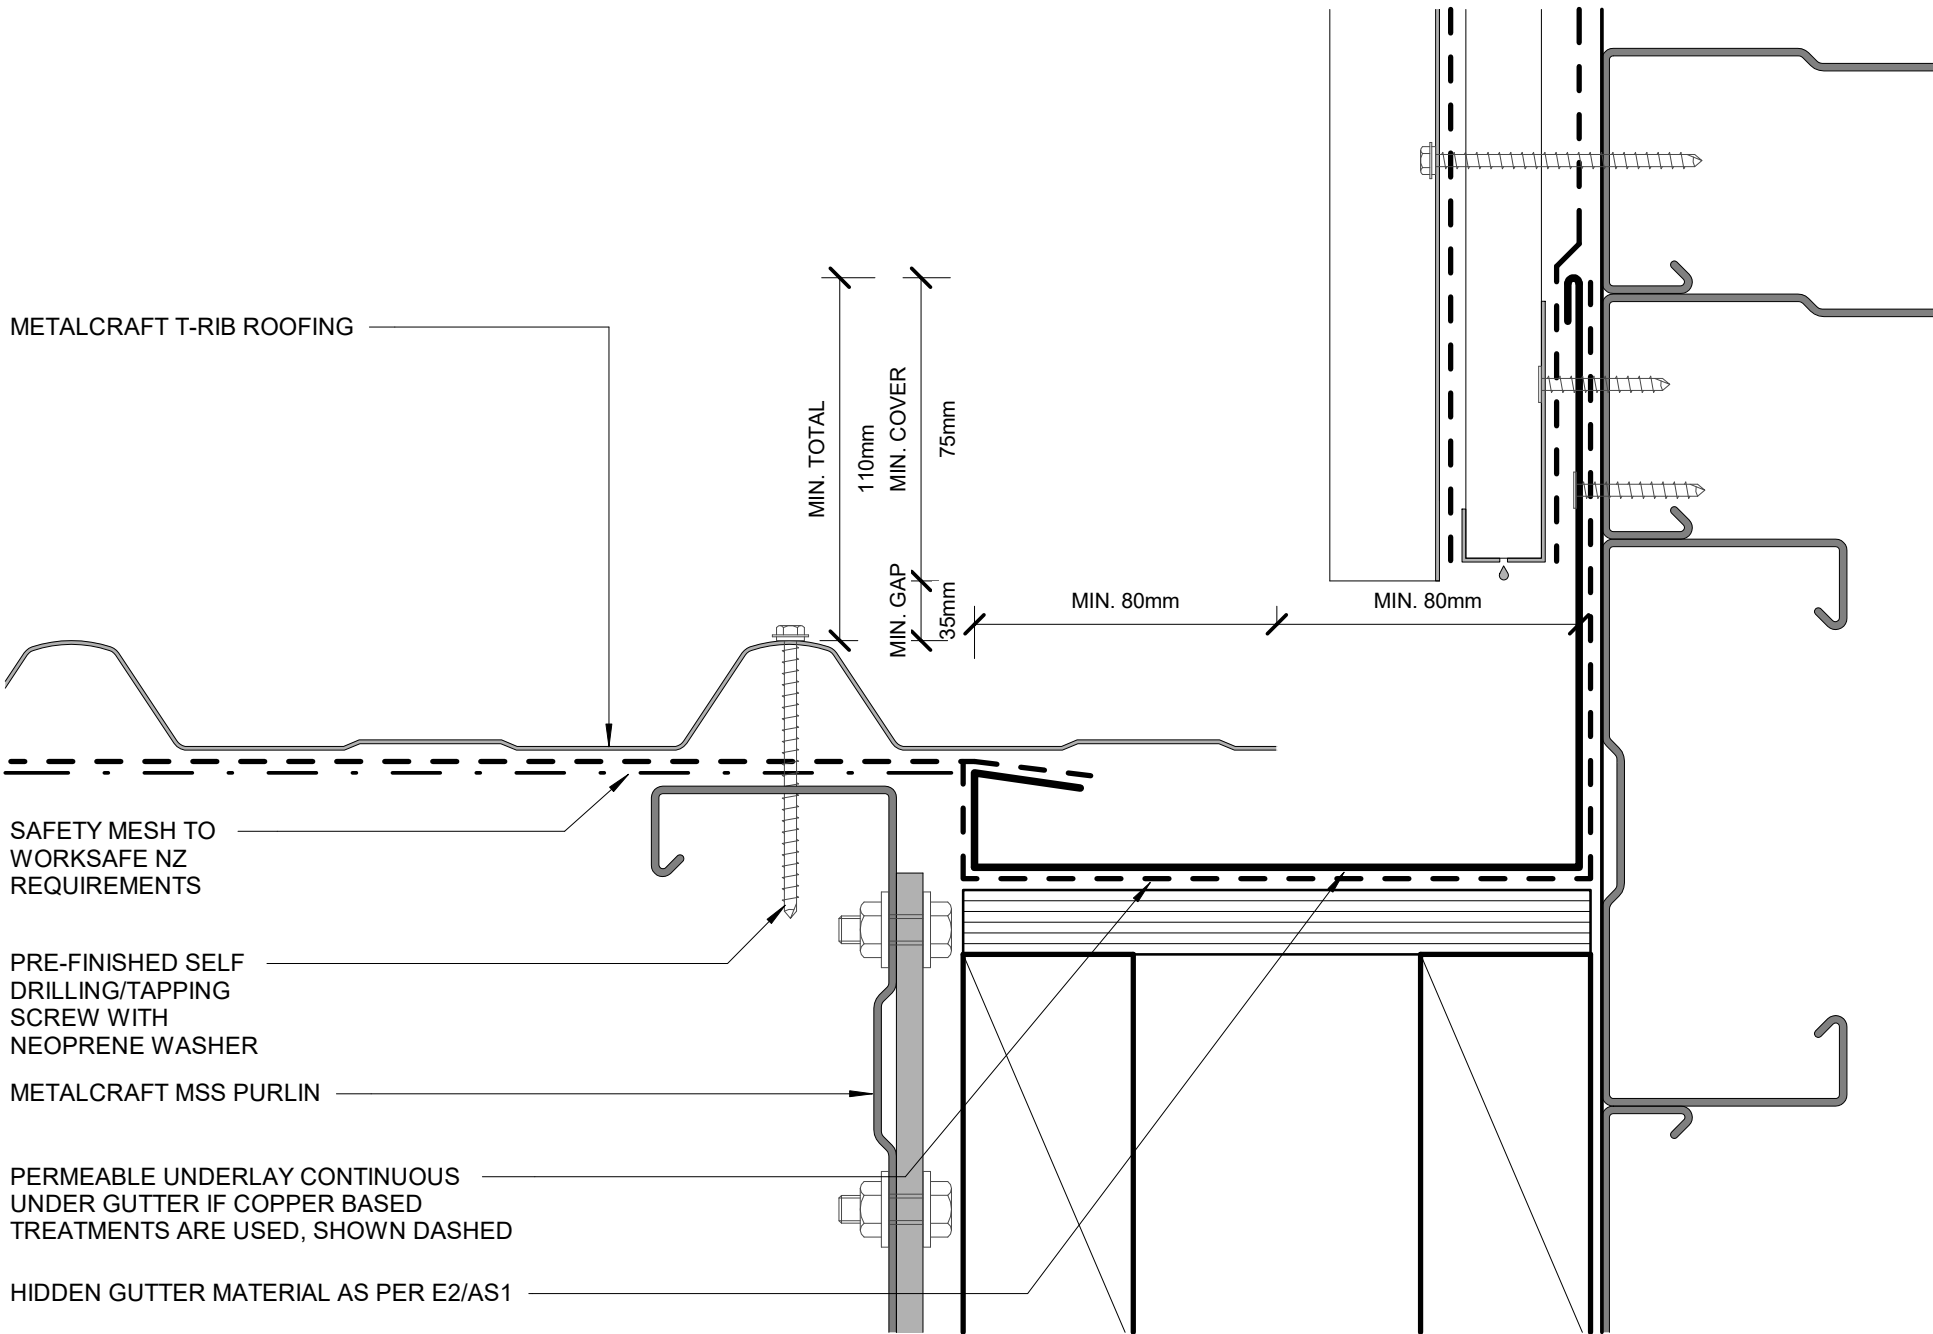 METALCRAFT T-RIB ROOFING
MIN. TOTAL
110mm
MIN. COVER
75mm
MIN. GAP
35mm
MIN. 80mm
MIN. 80mm
SAFETY MESH TO
WORKSAFE NZ
REQUIREMENTS
PRE-FINISHED SELF
DRILLING/TAPPING
SCREW WITH
NEOPRENE WASHER
METALCRAFT MSS PURLIN
PERMEABLE UNDERLAY CONTINUOUS
UNDER GUTTER IF COPPER BASED
TREATMENTS ARE USED, SHOWN DASHED
HIDDEN GUTTER MATERIAL AS PER E2/AS1